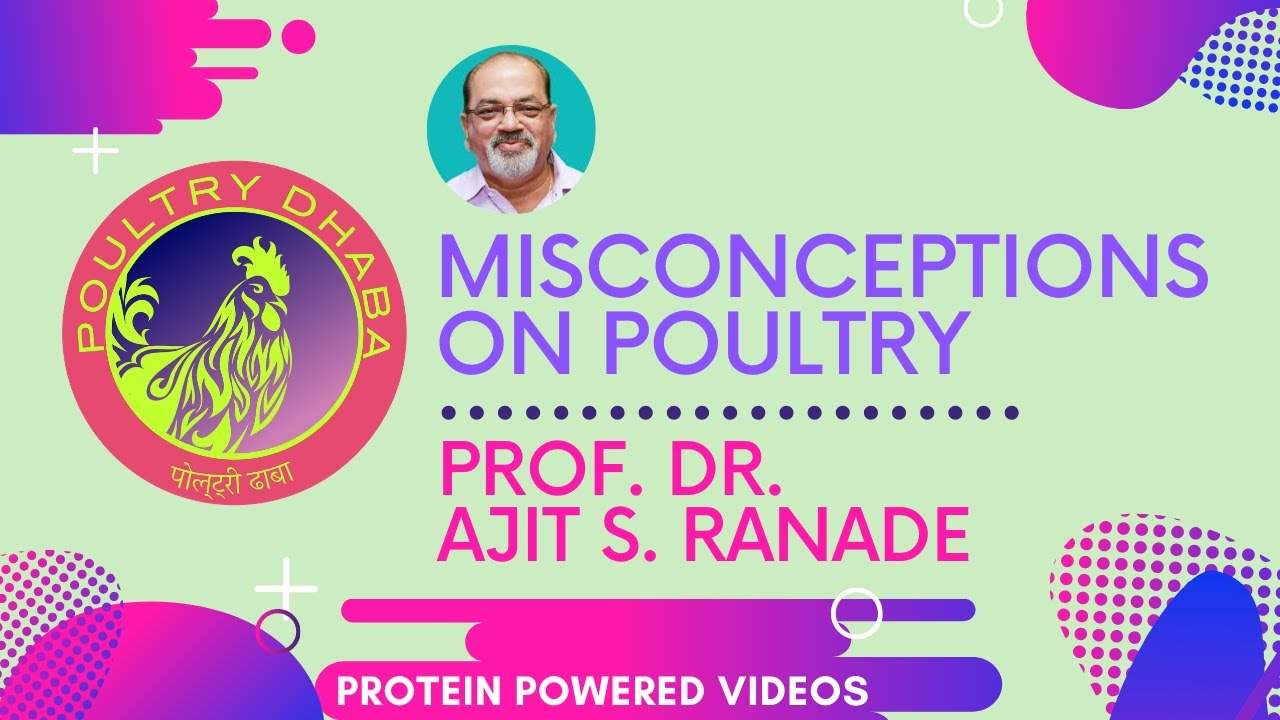 POULTRY DHABA
पोल्ट्री ढाबा
MISCONCEPTIONS
ON POULTRY
PROF. DR.
AJIT S. RANADE
PROTEIN POWERED VIDEOS